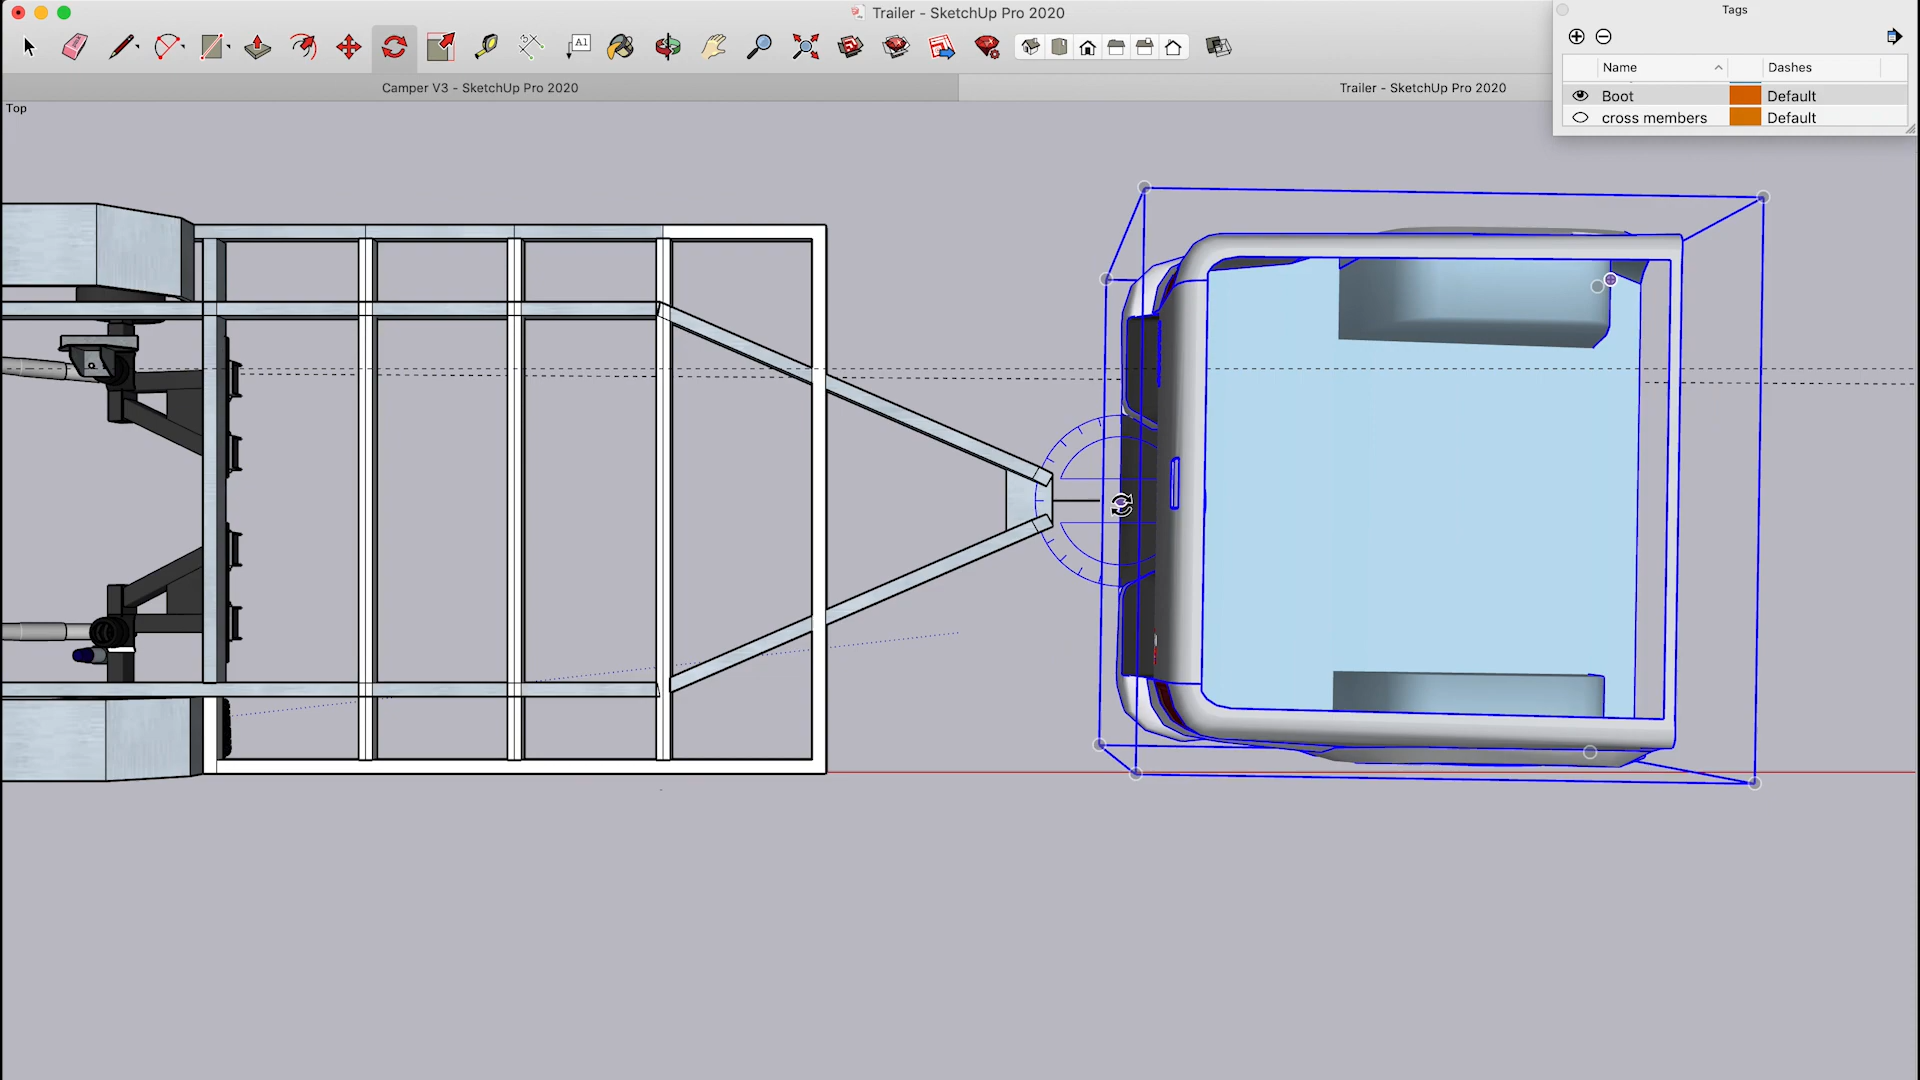 Trailer - SketchUp Pro 2020
Tags
A1
Name
Dashes
Camper V3 - SketchUp Pro 2020
Trailer - SketchUp Pro 2020
Boot
Default
cross members
Default
Top